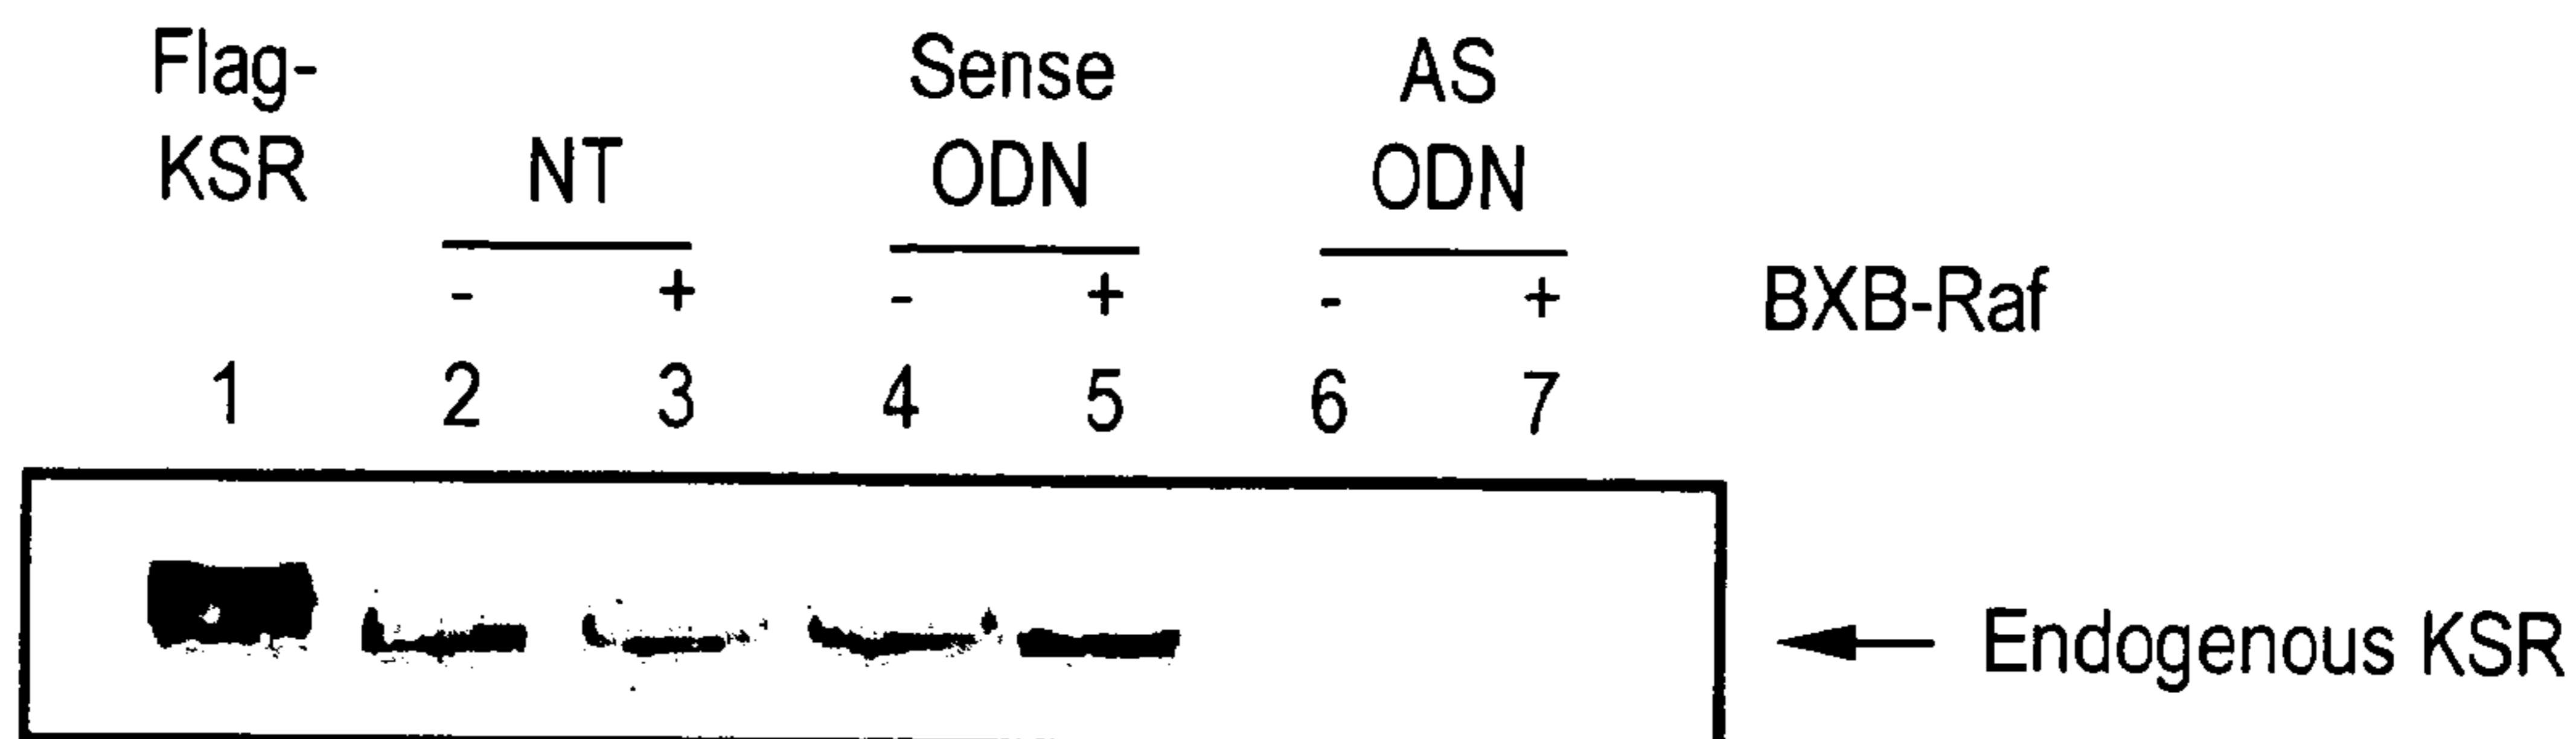 Flag- Sense AS
KSR NT ODN ODN
- + - + - + BXB-Raf
1 2 3 4 5 6 7
← Endogenous KSR